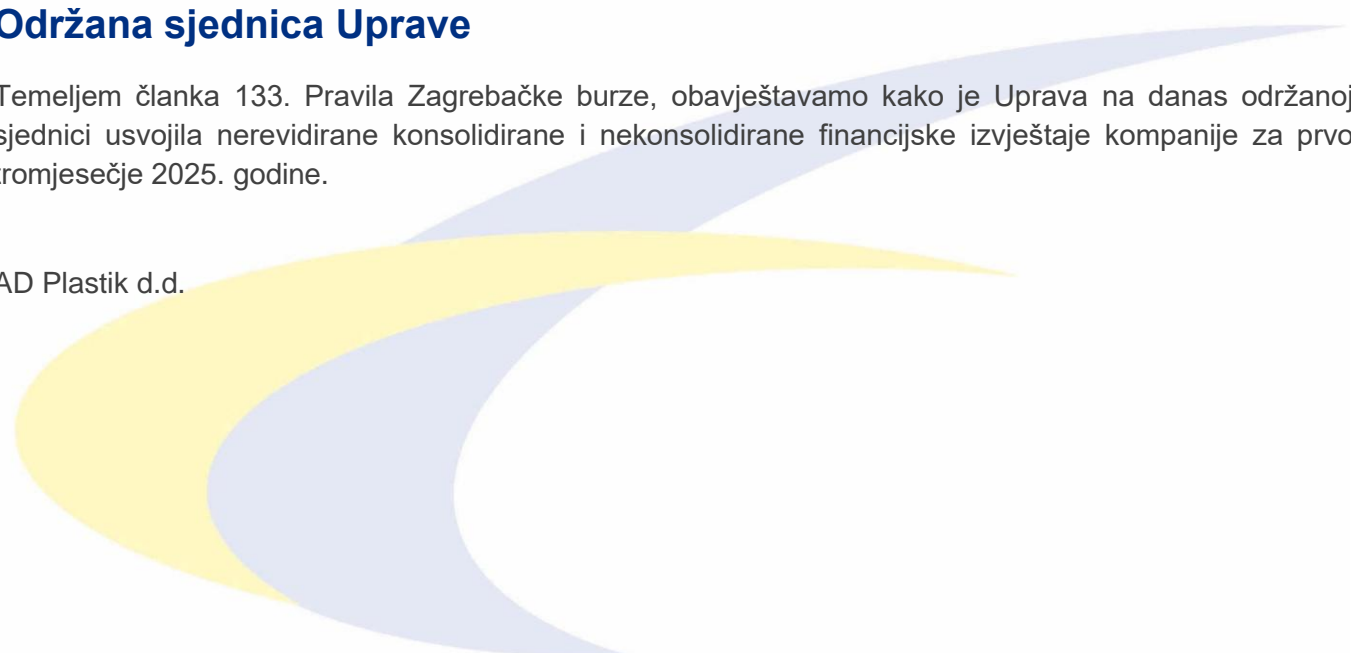 Održana sjednica Uprave
Temeljem članka 133. Pravila Zagrebačke burze, obavještavamo kako je Uprava na danas održanoj
sjednici usvojila nerevidirane konsolidirane i nekonsolidirane financijske izvještaje kompanije za prvo
tromjesečje 2025. godine.
AD Plastik d.d.